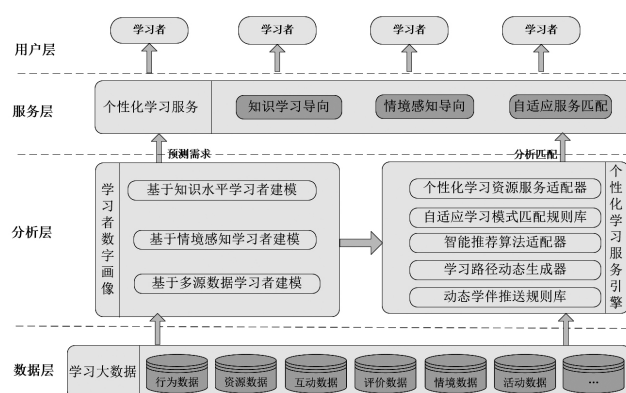 学习者 学习者 学习者 学习者
用户层
服务层
个性化学习服务 知识学习导向 情境感知导向 自适应服务匹配
预测需求 分析匹配
分析层
学习者数字画像
基于知识水平学习者建模
基于情境感知学习者建模
基于多源数据学习者建模
个性化学习资源服务适配器
自适应学习模式匹配规则库
智能推荐算法适配器
学习路径动态生成器
动态学伴推送规则库
个性化学习服务引擎
数据层
学习大数据
行为数据 资源数据 互动数据 评价数据 情境数据 活动数据 …